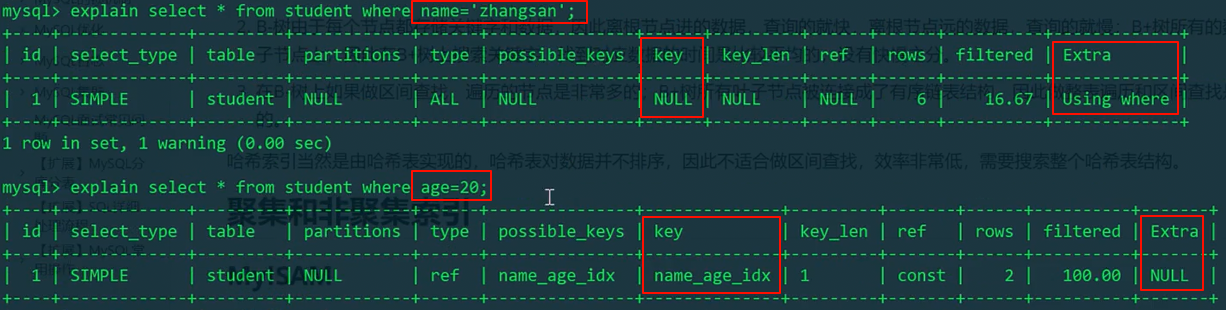 mysql> explain select * from student where name='zhangsan';
+----+-------------+---------+------------+------+---------------+------+---------+------+------+----------+-------------+
| id | select_type | table | partitions | type | possible_keys | key | key_len | ref | rows | filtered | Extra |
+----+-------------+---------+------------+------+---------------+------+---------+------+------+----------+-------------+
| 1 | SIMPLE | student | NULL | ALL | NULL | NULL | NULL | NULL | 6 | 16.67 | Using where |
+----+-------------+---------+------------+------+---------------+------+---------+------+------+----------+-------------+
1 row in set, 1 warning (0.00 sec)
哈希索引当然是由哈希表实现的，哈希表对数据并不排序，因此不适合做区间查找，效率非常低，需要搜索整个哈希表结构。
mysql> explain select * from student where age=20;
聚集和非聚集索引
+----+-------------+---------+------------+------+---------------+--------------+---------+-------+------+----------+-------+
| id | select_type | table | partitions | type | possible_keys | key | key_len | ref | rows | filtered | Extra |
+----+-------------+---------+------------+------+---------------+--------------+---------+-------+------+----------+-------+
| 1 | SIMPLE | student | NULL | ref | name_age_idx | name_age_idx | 1 | const | 2 | 100.00 | NULL |
MyISAM
+----+-------------+---------+------------+------+---------------+--------------+---------+-------+------+----------+-------+